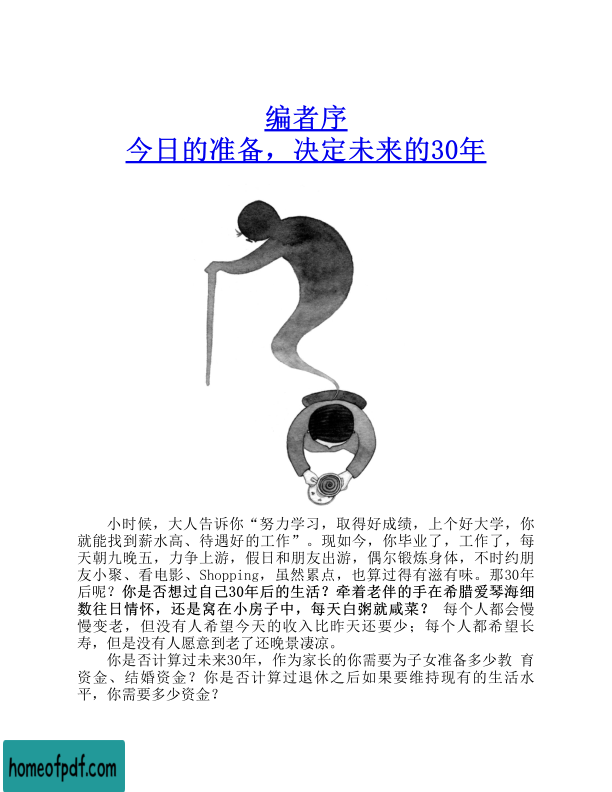 编者序
今日的准备，决定未来的30年
小时候，大人告诉你“努力学习，取得好成绩，上个好大学，你
就能找到薪水高、待遇好的工作”。现如今，你毕业了，工作了，每
天朝九晚五，力争上游，假日和朋友出游，偶尔锻炼身体，不时约朋
友小聚、看电影、Shopping，虽然累点，也算过得有滋有味。那30年
后呢？你是否想过自己30年后的生活？牵着老伴的手在希腊爱琴海细
数往日情怀，还是窝在小房子中，每天白粥就咸菜？ 每个人都会慢
慢变老，但没有人希望今天的收入比昨天还要少；每个人都希望长
寿，但是没有人愿意到老了还晚景凄凉。
你是否计算过未来30年，作为家长的你需要为子女准备多少教 育
资金、结婚资金？你是否计算过退休之后如果要维持现有的生活水
平，你需要多少资金？
homeofpdf.com